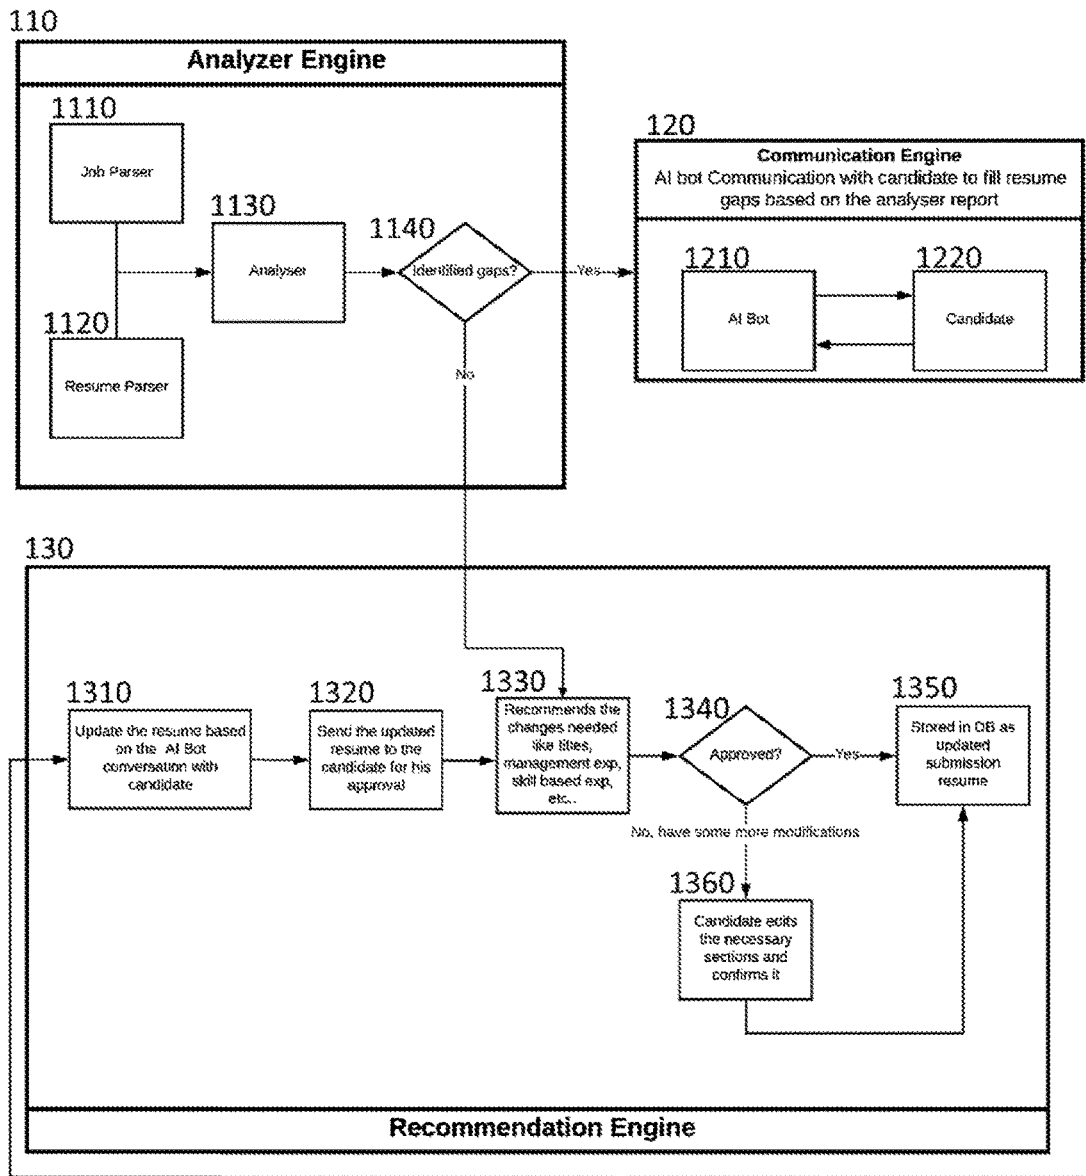 110
Analyzer Engine
1110
Job Parser
1120
Resume Parser
1130
Analyser
1140
Identified gaps?
Yes
No
120
Communication Engine
AI bot Communication with candidate to fill resume
gaps based on the analyser report
1210
AI Bot
1220
Candidate
130
1310
Update the resume based
on the AI Bot
conversation with
candidate
1320
Send the updated
resume to the
candidate for his
approval
1330
Recommends the
changes needed
like titles,
management exp,
skill based exp,
etc..
1340
Approved?
Yes
No, have some more modifications
1350
Stored in DB as
updated
submission
resume
1360
Candidate edits
the necessary
sections and
confirms it
Recommendation Engine